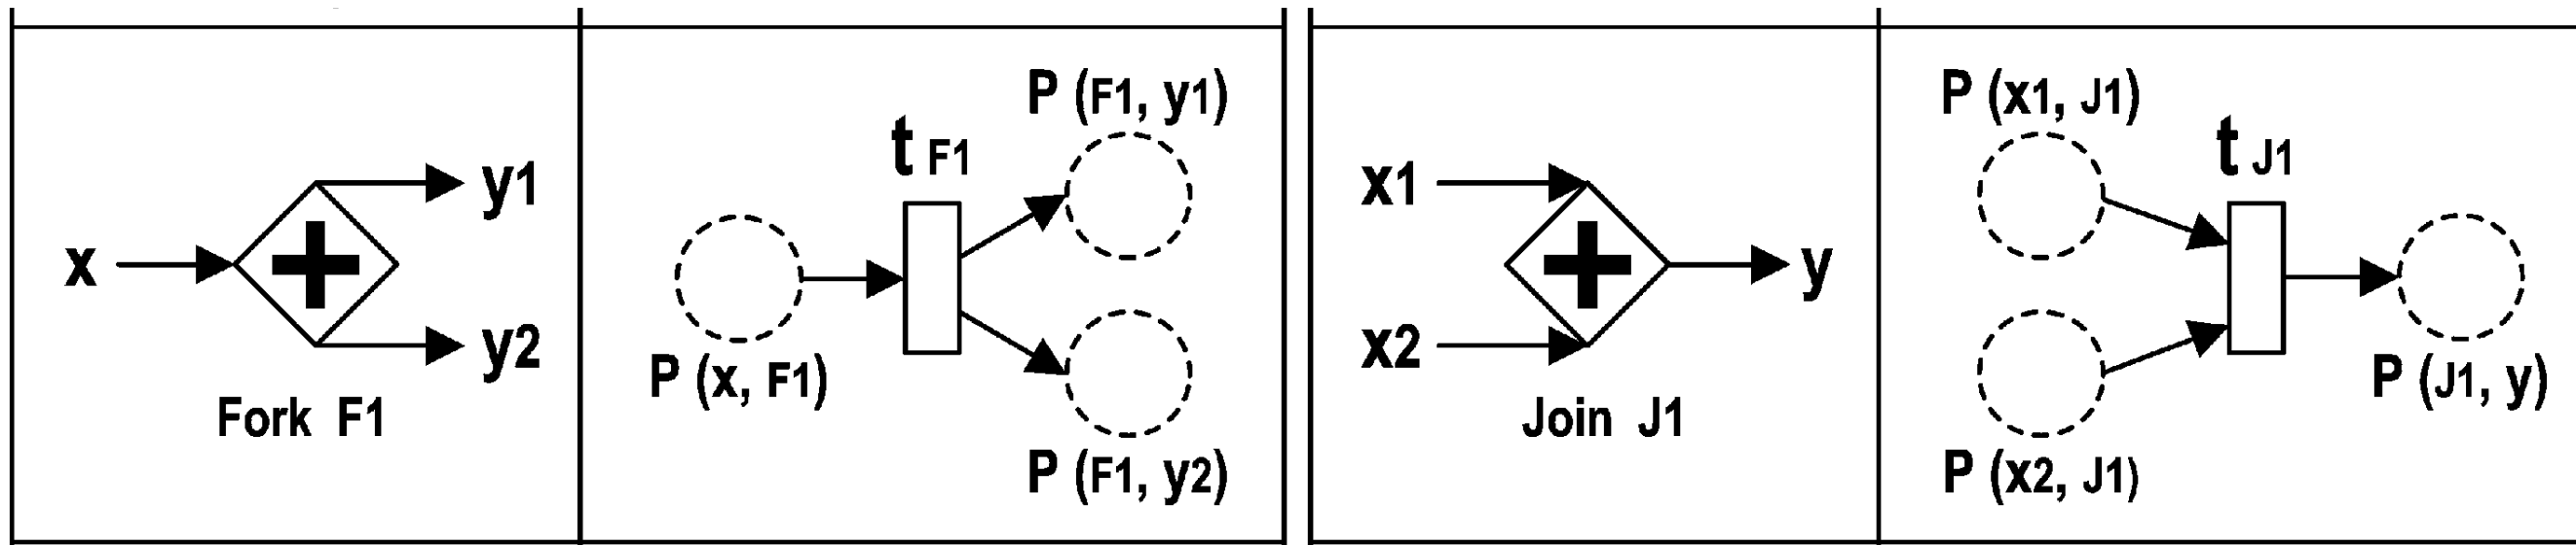 x
y1
y2
Fork F1
P (x, F1)
t F1
P (F1, y1)
P (F1, y2)
x1
x2
y
Join J1
P (x1, J1)
P (x2, J1)
t J1
P (J1, y)